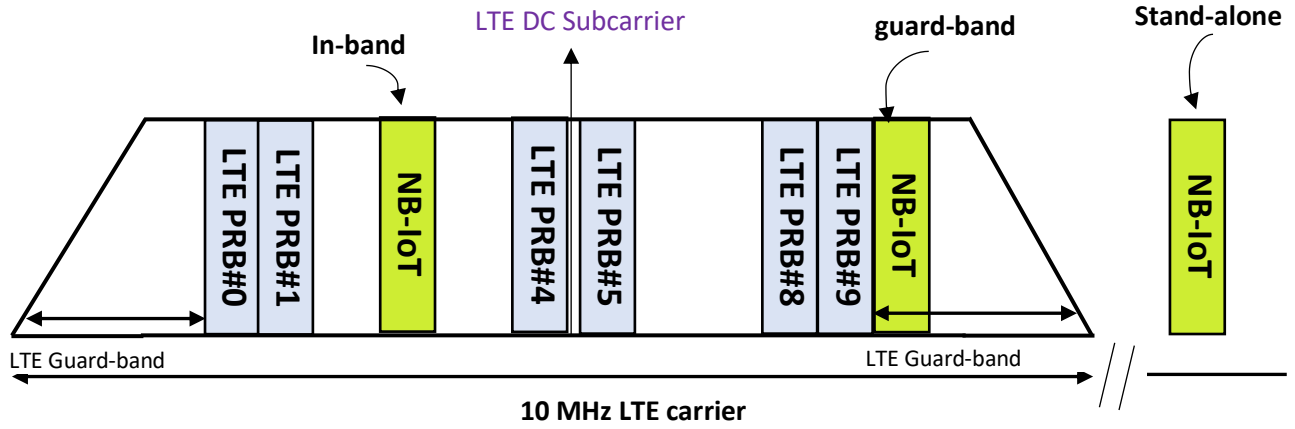 LTE DC Subcarrier
Stand-alone
guard-band
In-band
LTE PRB#0
LTE PRB#1
NB-IoT
LTE PRB#4
LTE PRB#5
LTE PRB#8
LTE PRB#9
NB-IoT
NB-IoT
LTE Guard-band
LTE Guard-band
10 MHz LTE carrier